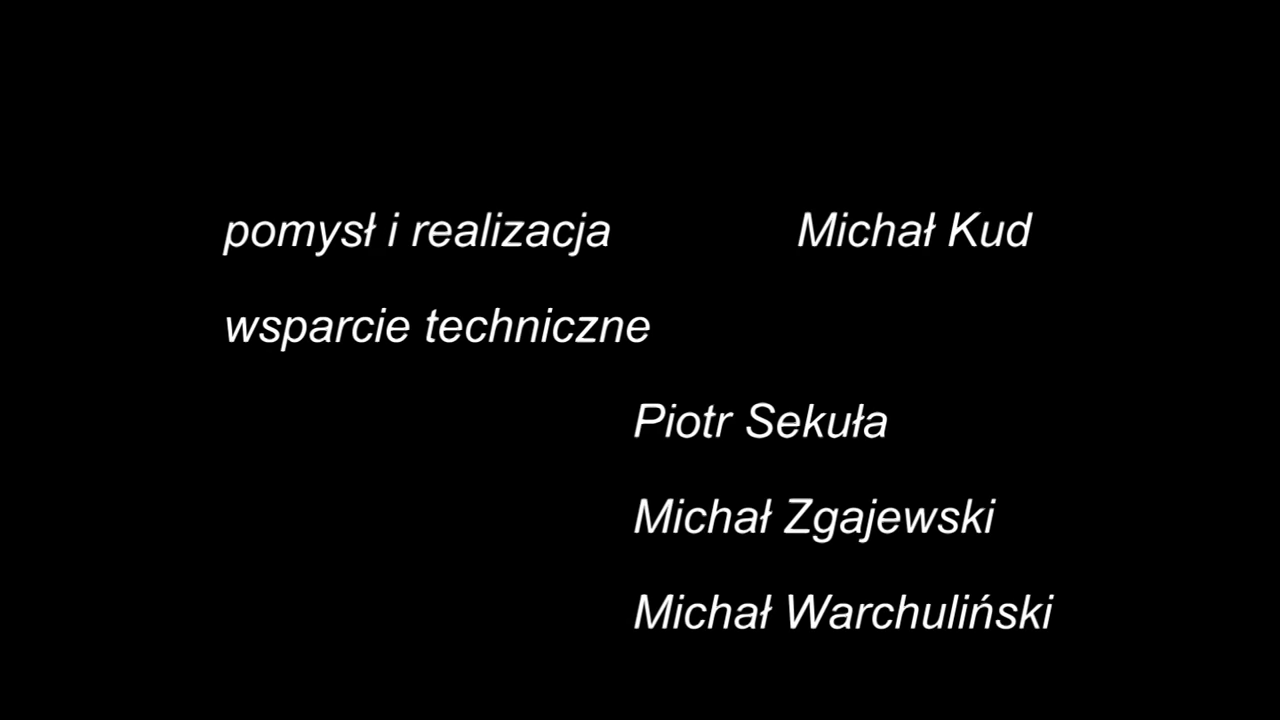 pomysł i realizacja Michał Kud
wsparcie techniczne
Piotr Sekuła
Michał Zgajewski
Michał Warchuliński